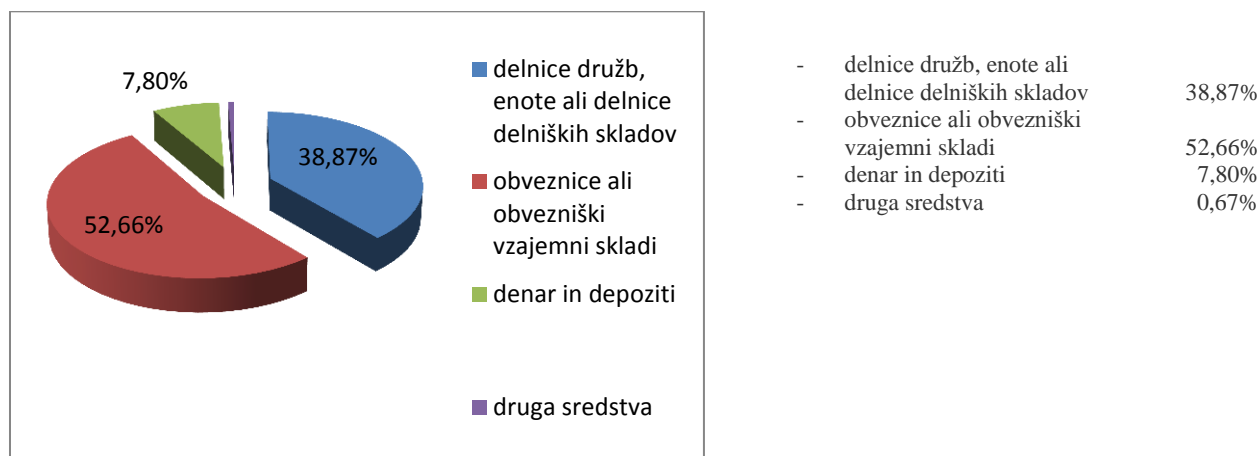 7,80%
38,87%
52,66%
delnice družb,
enote ali delnice
delniških skladov
obveznice ali
obvezniški
vzajemni skladi
denar in depoziti
druga sredstva
- delnice družb, enote ali
delnice delniških skladov 38,87%
- obveznice ali obvezniški
vzajemni skladi 52,66%
- denar in depoziti 7,80%
- druga sredstva 0,67%